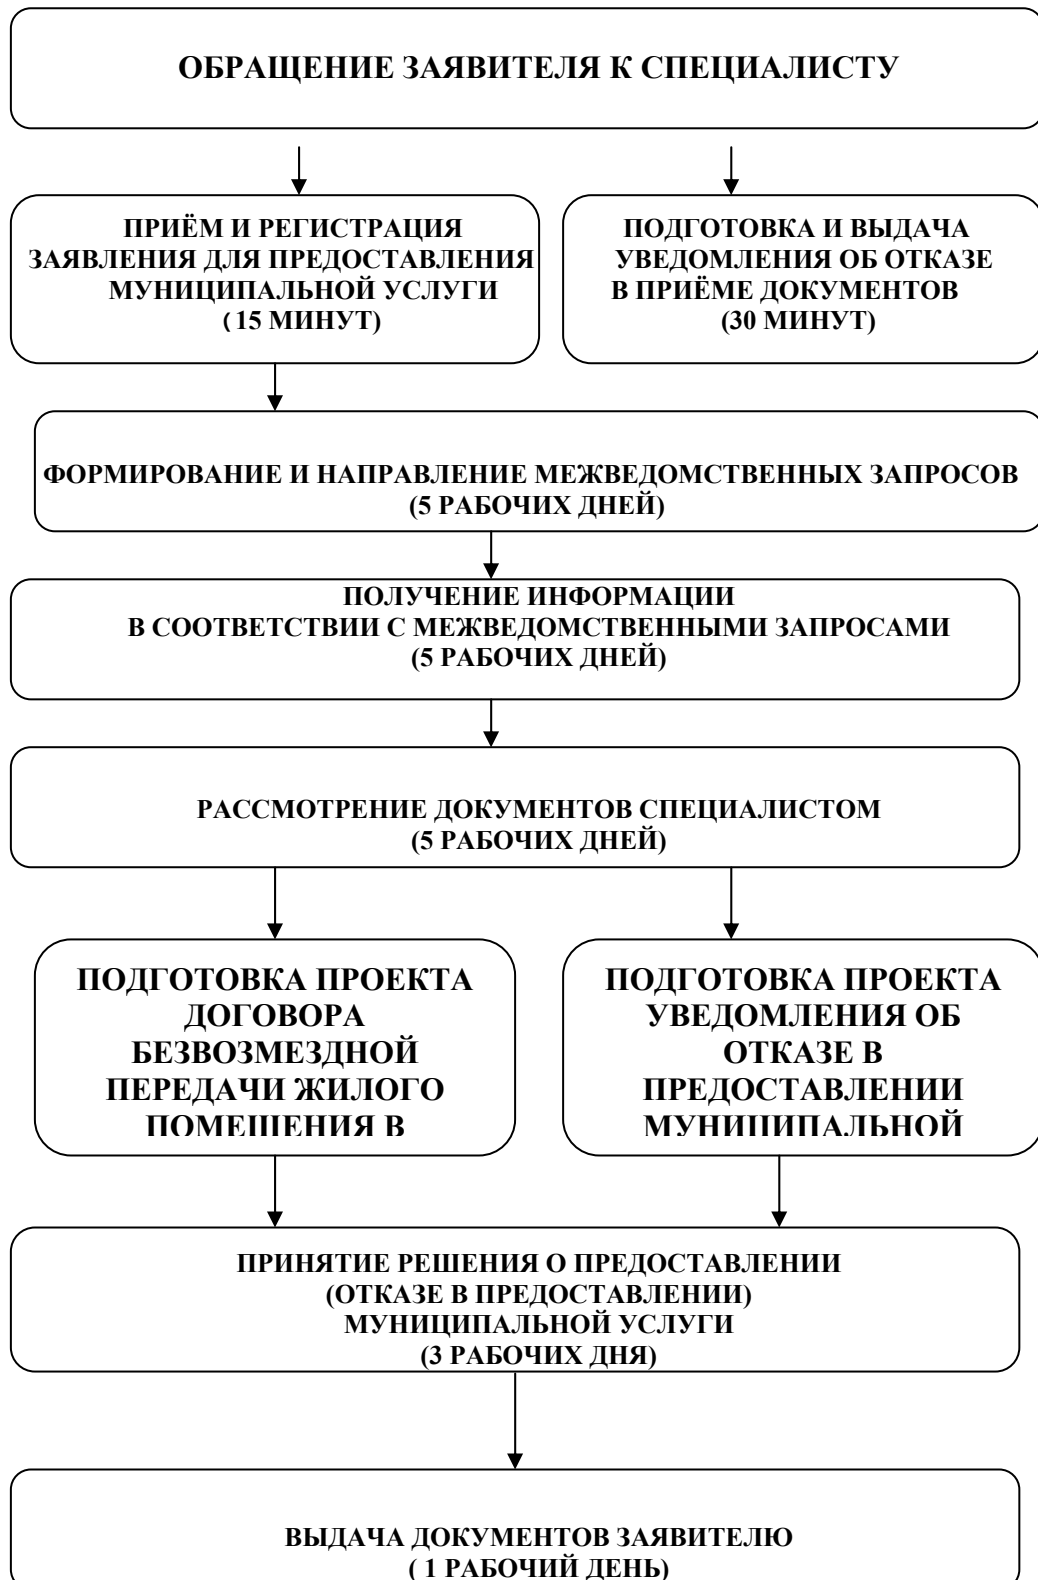 ОБРАЩЕНИЕ ЗАЯВИТЕЛЯ К СПЕЦИАЛИСТУ
ПРИЁМ И РЕГИСТРАЦИЯ
ЗАЯВЛЕНИЯ ДЛЯ ПРЕДОСТАВЛЕНИЯ
МУНИЦИПАЛЬНОЙ УСЛУГИ
(15 МИНУТ)
ПОДГОТОВКА И ВЫДАЧА
УВЕДОМЛЕНИЯ ОБ ОТКАЗЕ
В ПРИЁМЕ ДОКУМЕНТОВ
(30 МИНУТ)
ФОРМИРОВАНИЕ И НАПРАВЛЕНИЕ МЕЖВЕДОМСТВЕННЫХ ЗАПРОСОВ
(5 РАБОЧИХ ДНЕЙ)
ПОЛУЧЕНИЕ ИНФОРМАЦИИ
В СООТВЕТСТВИИ С МЕЖВЕДОМСТВЕННЫМИ ЗАПРОСАМИ
(5 РАБОЧИХ ДНЕЙ)
РАССМОТРЕНИЕ ДОКУМЕНТОВ СПЕЦИАЛИСТОМ
(5 РАБОЧИХ ДНЕЙ)
ПОДГОТОВКА ПРОЕКТА
ДОГОВОРА
БЕЗВОЗМЕЗДНОЙ
ПЕРЕДАЧИ ЖИЛОГО
ПОМЕЩЕНИЯ В
ПОДГОТОВКА ПРОЕКТА
УВЕДОМЛЕНИЯ ОБ
ОТКАЗЕ В
ПРЕДОСТАВЛЕНИИ
МУНИЦИПАЛЬНОЙ
ПРИНЯТИЕ РЕШЕНИЯ О ПРЕДОСТАВЛЕНИИ
(ОТКАЗЕ В ПРЕДОСТАВЛЕНИИ)
МУНИЦИПАЛЬНОЙ УСЛУГИ
(3 РАБОЧИХ ДНЯ)
ВЫДАЧА ДОКУМЕНТОВ ЗАЯВИТЕЛЮ
( 1 РАБОЧИЙ ДЕНЬ)